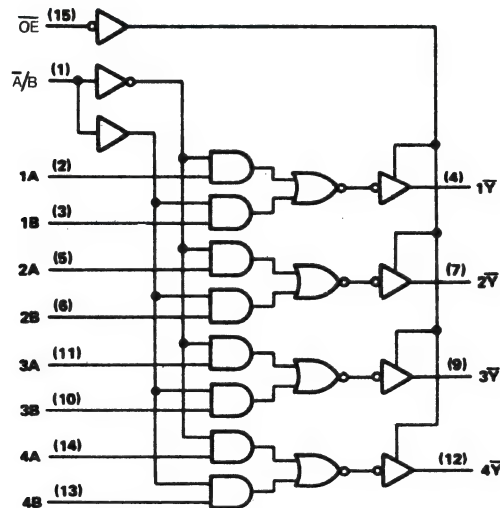 O̅E̅ (15)
A̅/B (1)
1A (2)
(4) 1Y̅
1B (3)
2A (5)
(7) 2Y̅
2B (6)
3A (11)
(9) 3Y̅
3B (10)
4A (14)
(12) 4Y̅
4B (13)